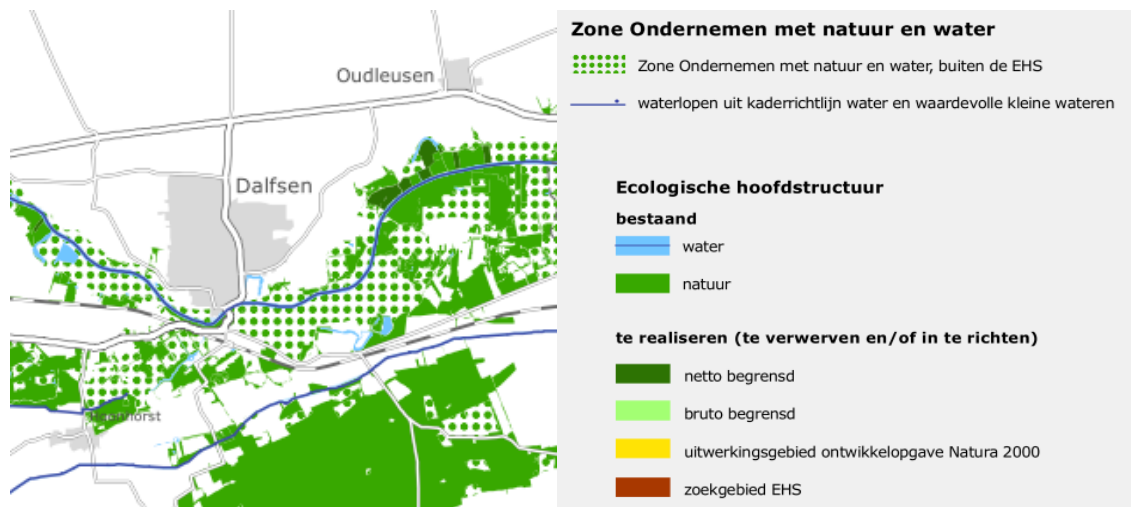 Oudleusen
Dalfsen
Hoonhorst
Zone Ondernemen met natuur en water
Zone Ondernemen met natuur en water, buiten de EHS
waterlopen uit kaderrichtlijn water en waardevolle kleine wateren
Ecologische hoofdstructuur
bestaand
water
natuur
te realiseren (te verwerven en/of in te richten)
netto begrensd
bruto begrensd
uitwerkingsgebied ontwikkelopgave Natura 2000
zoekgebied EHS